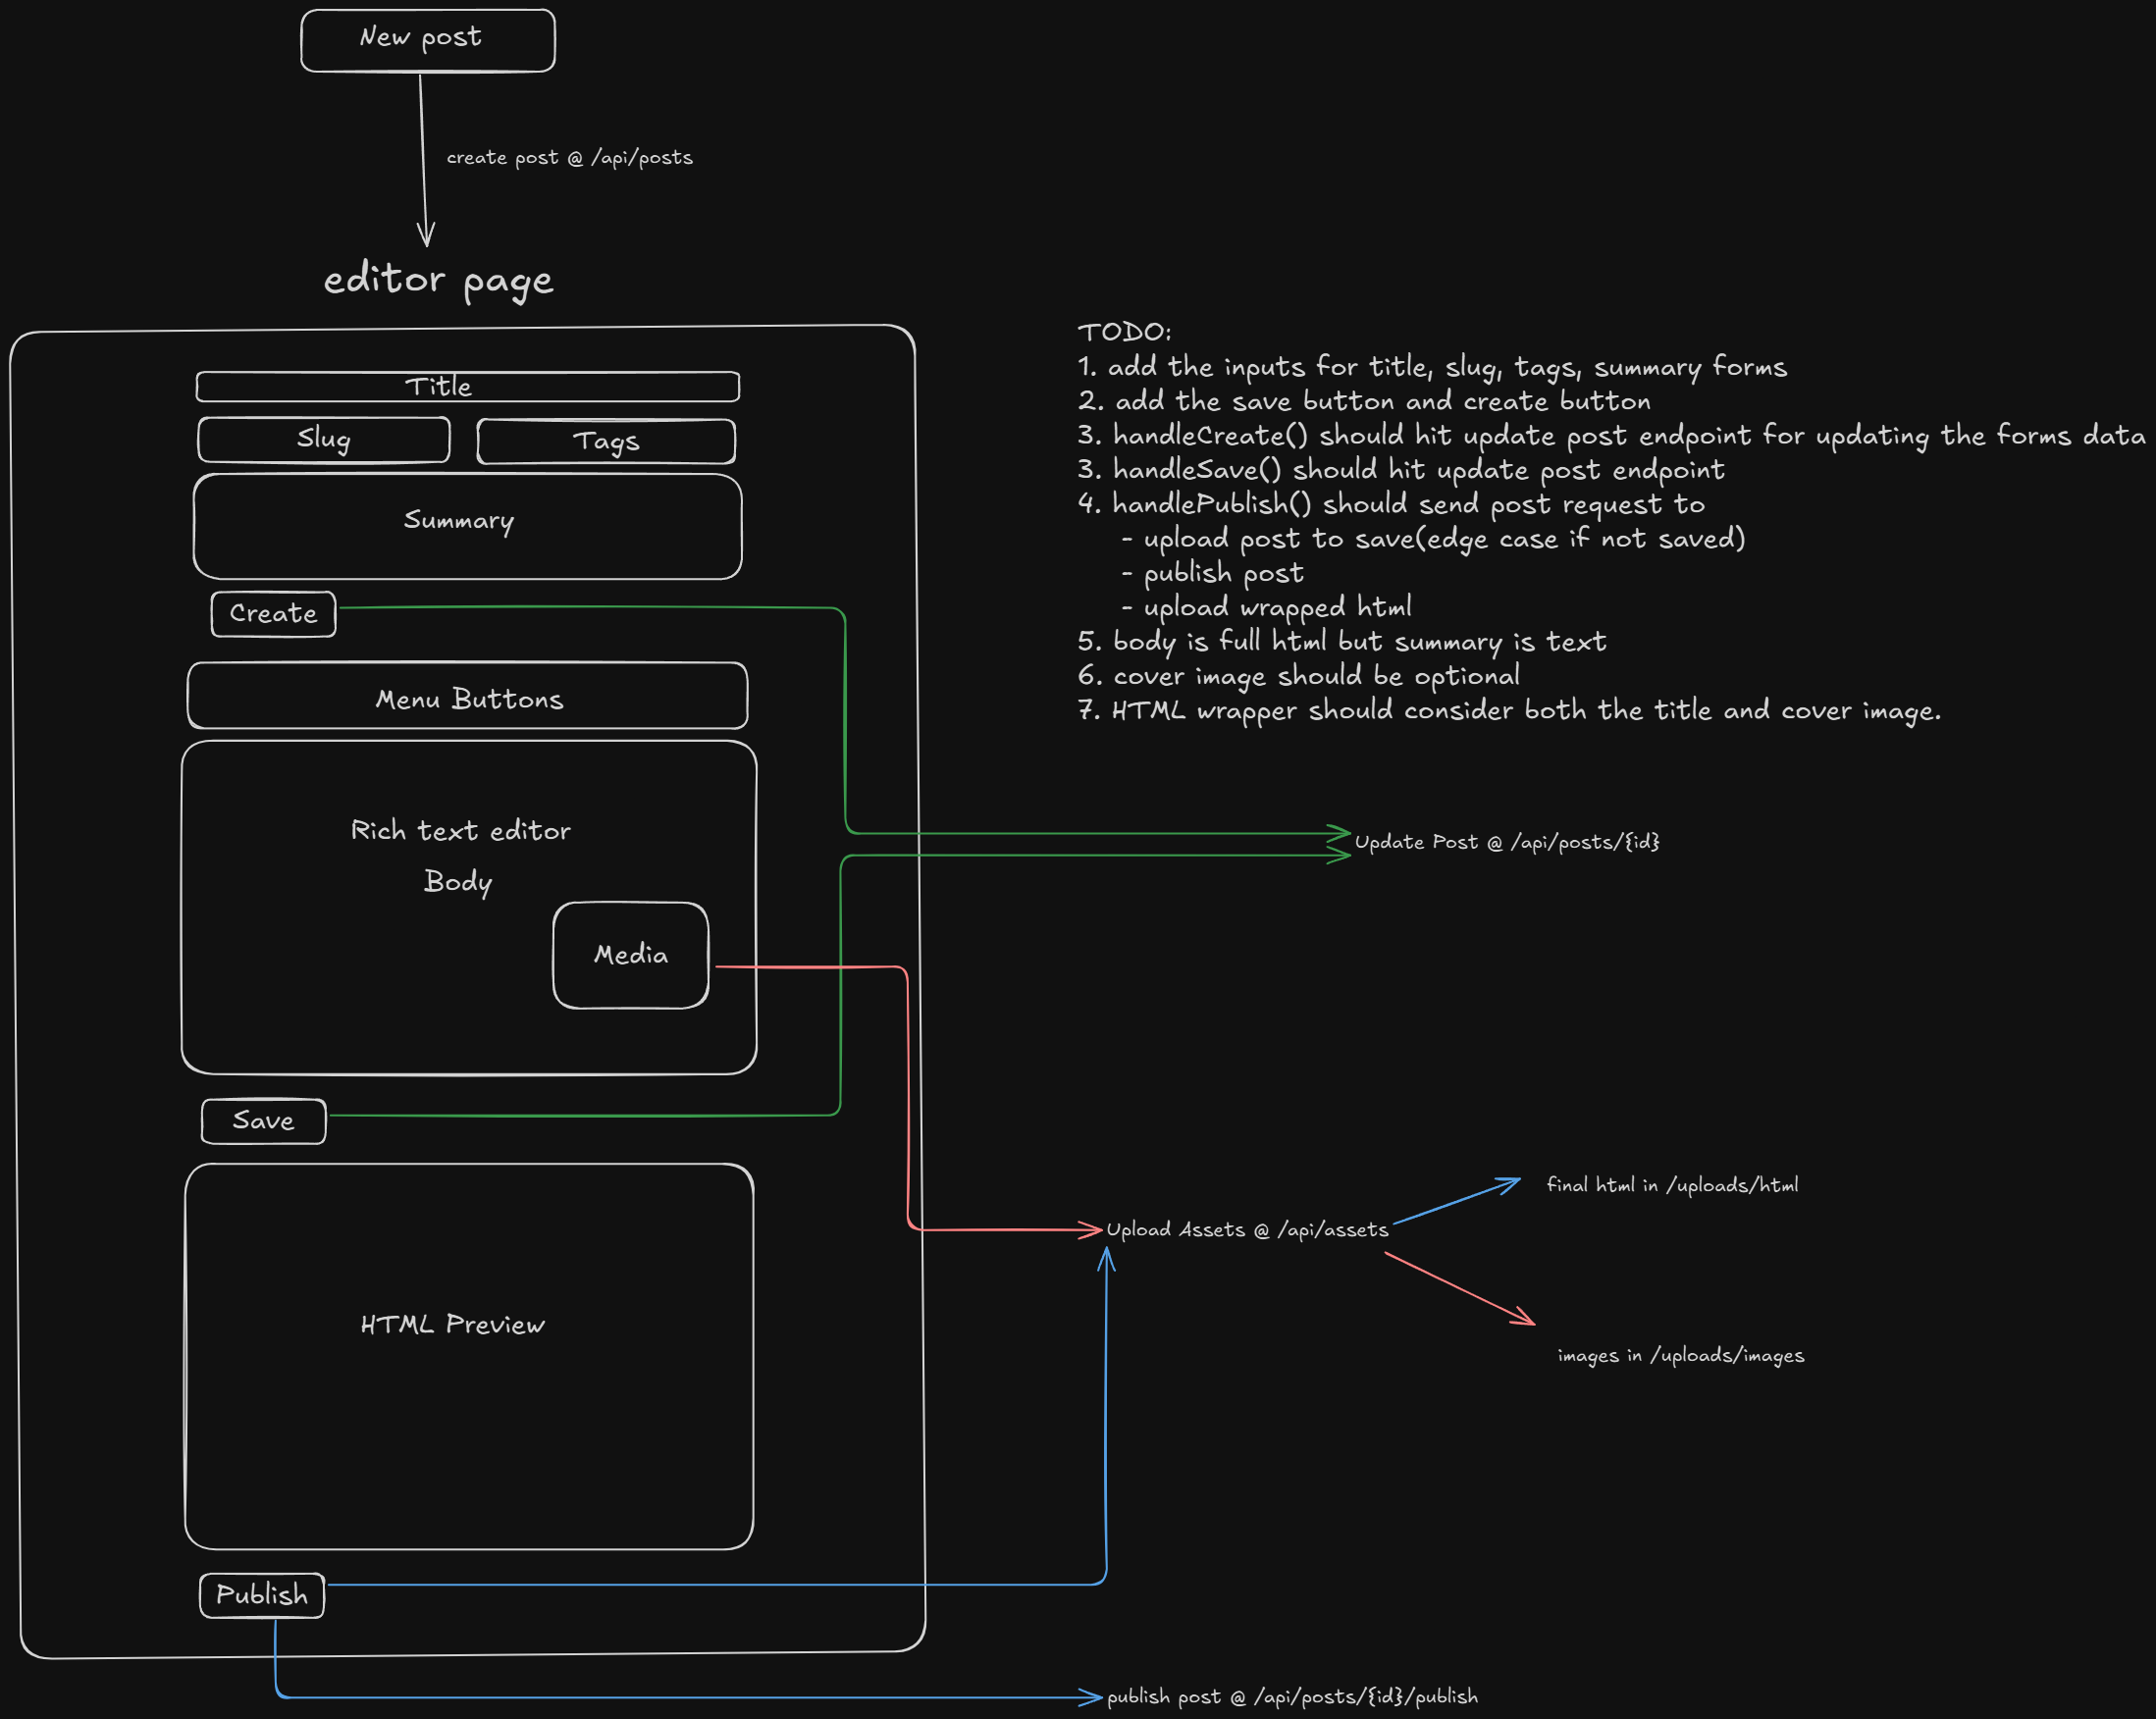 New post
create post @ /api/posts
editor page
Title
Slug
Tags
Summary
Create
Menu Buttons
Rich text editor
Body
Media
Save
HTML Preview
Publish
TODO:
1. add the inputs for title, slug, tags, summary forms
2. add the save button and create button
3. handleCreate() should hit update post endpoint for updating the forms data
3. handleSave() should hit update post endpoint
4. handlePublish() should send post request to
- upload post to save(edge case if not saved)
- publish post
- upload wrapped html
5. body is full html but summary is text
6. cover image should be optional
7. HTML wrapper should consider both the title and cover image.
Update Post @ /api/posts/{id}
Upload Assets @ /api/assets
final html in /uploads/html
images in /uploads/images
publish post @ /api/posts/{id}/publish